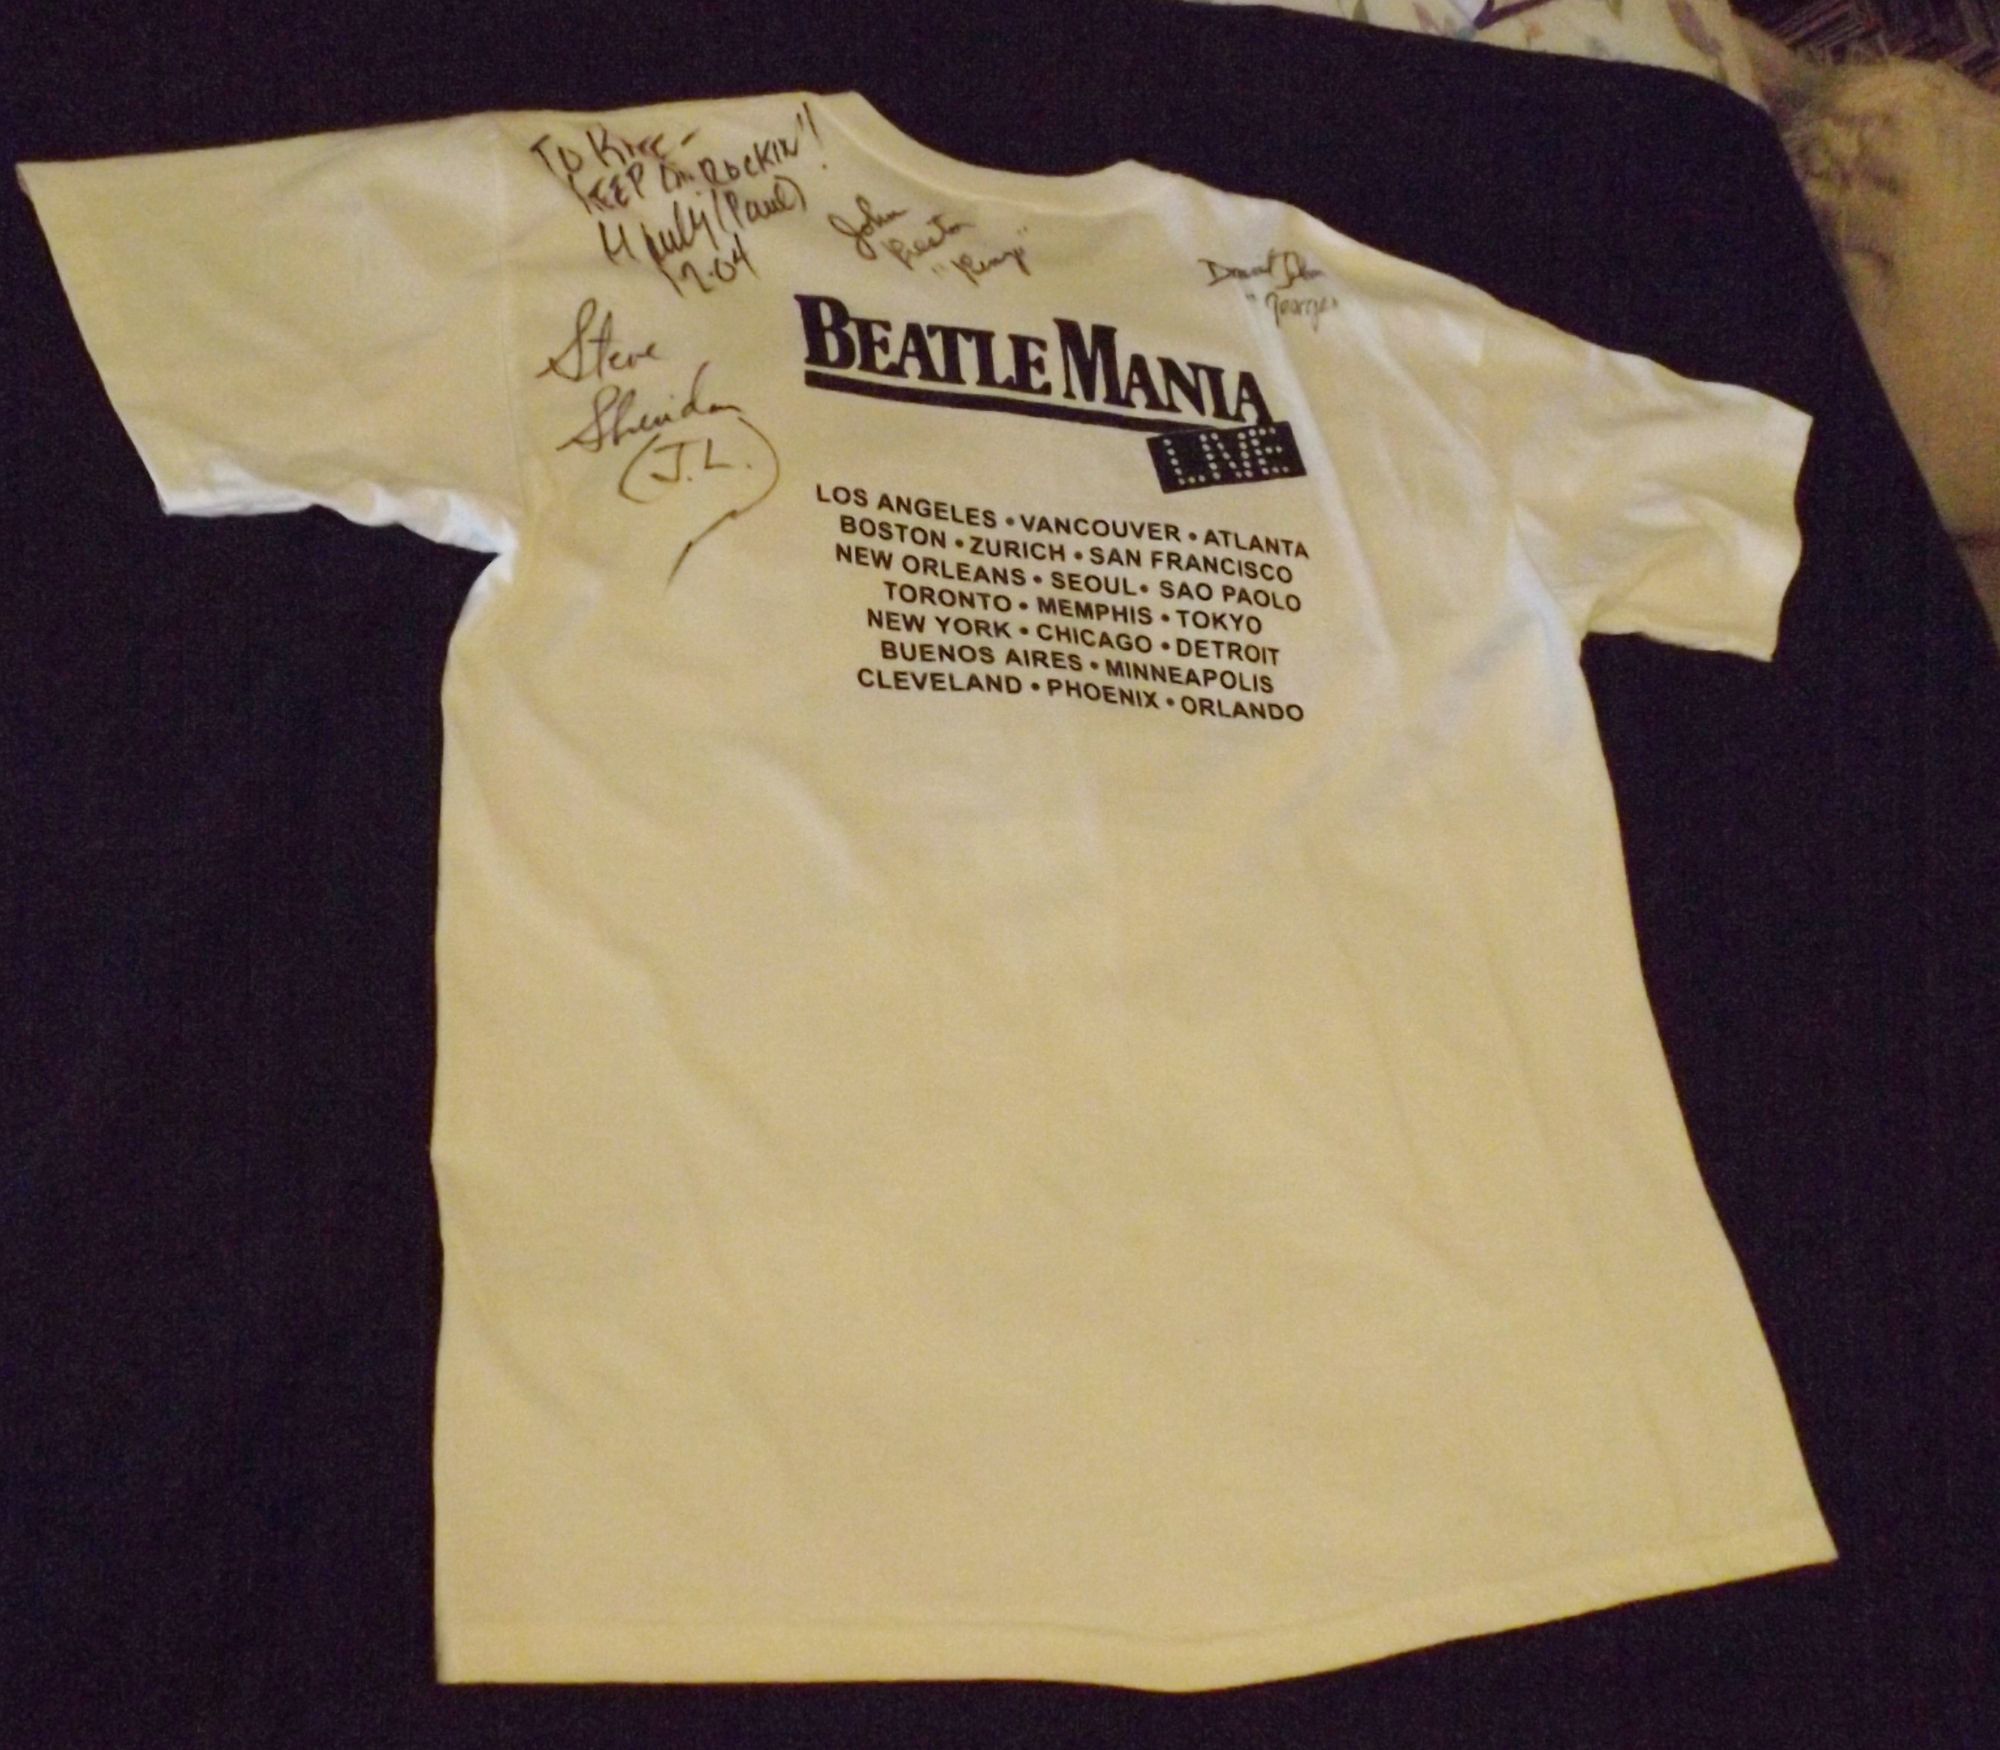 To
KEEP On ROCKIN'!
(Paul)
12.04
John
Preston
"Ringo"
"George"
Steve
Sheridan
(J.L.)
BEATLEMANIA
LIVE
LOS ANGELES • VANCOUVER • ATLANTA
BOSTON • ZURICH • SAN FRANCISCO
NEW ORLEANS • SEOUL • SAO PAOLO
TORONTO • MEMPHIS • TOKYO
NEW YORK • CHICAGO • DETROIT
BUENOS AIRES • MINNEAPOLIS
CLEVELAND • PHOENIX • ORLANDO